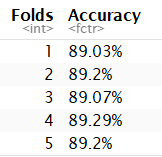 Folds Accuracy
<int> <fctr>
1 89.03%
2 89.2%
3 89.07%
4 89.29%
5 89.2%